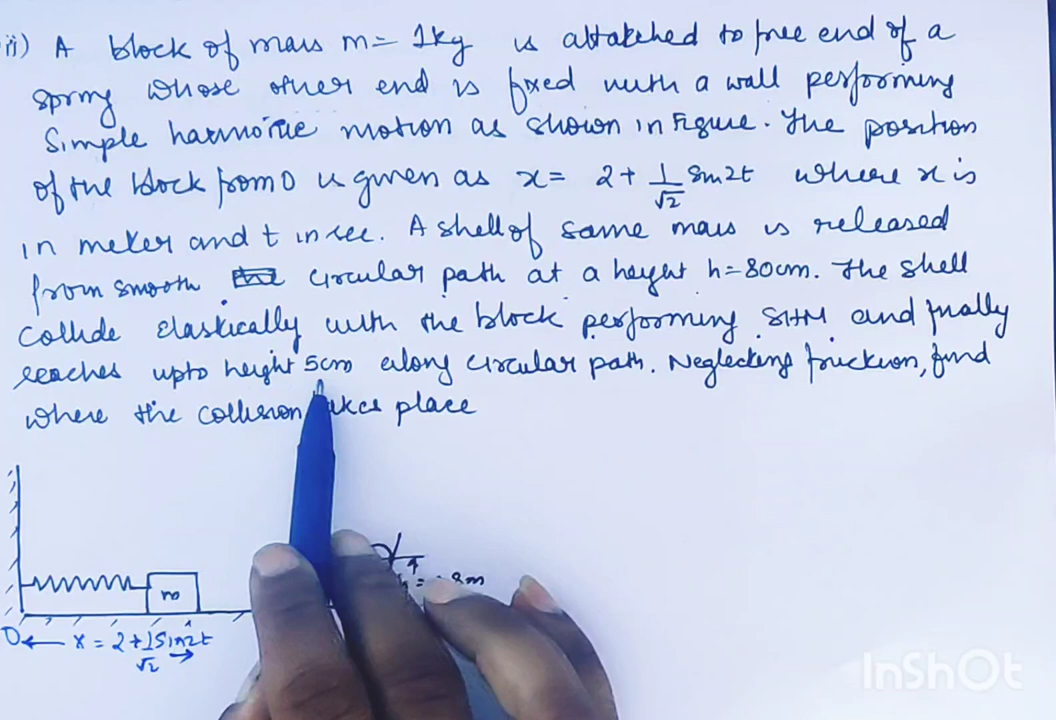 ii) A block of mass m= 1kg is attatched to free end of a
spring whose other end is fixed with a wall performing
Simple harmonic motion as shown in Figure. The position
of the block from O is given as x= 2+ 1/√2 Sin2t where x is
in meter and t in sec. A shell of same mass is released
from smooth circular path at a height h=80cm. The shell
Collide elastically with the block performing SHM and finally
reaches upto height 5cm along circular path. Neglecting friction, find
where the collision takes place
= .8m
m
O x = 2+1/√2 Sin2t
InShOt